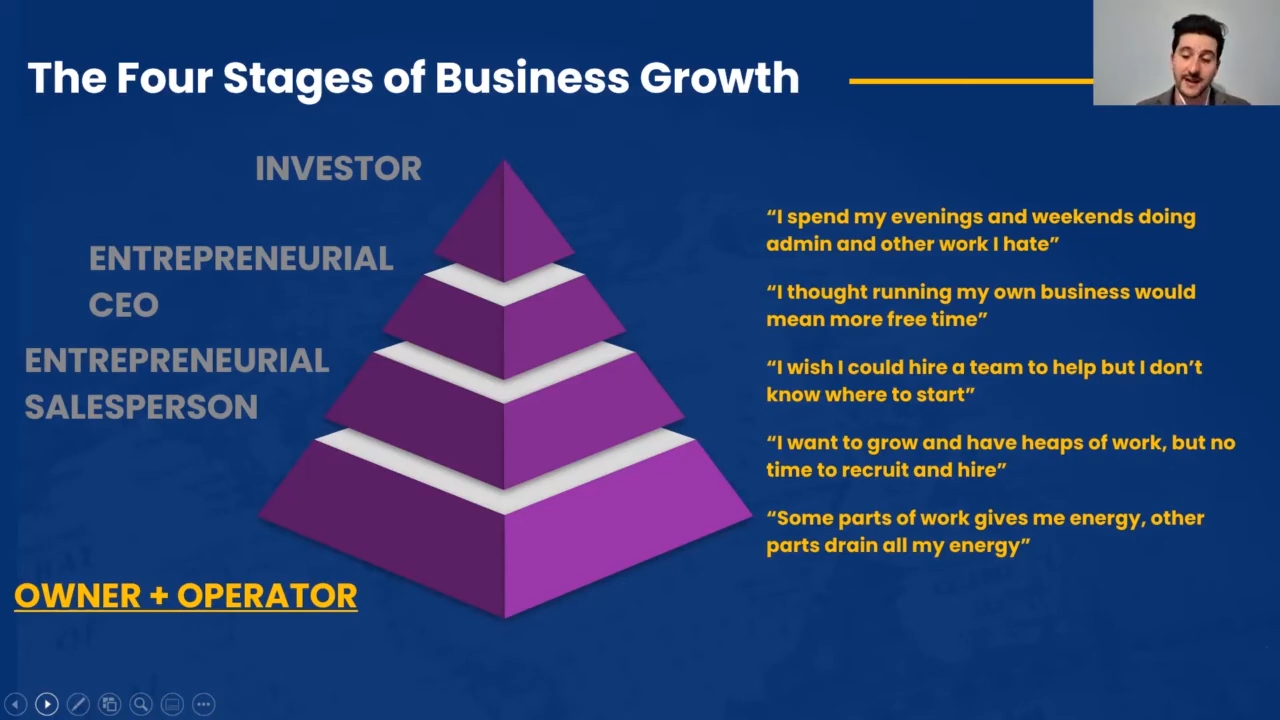 The Four Stages of Business Growth
INVESTOR
ENTREPRENEURIAL
CEO
ENTREPRENEURIAL
SALESPERSON
OWNER + OPERATOR
“I spend my evenings and weekends doing
admin and other work I hate”
“I thought running my own business would
mean more free time”
“I wish I could hire a team to help but I don’t
know where to start”
“I want to grow and have heaps of work, but no
time to recruit and hire”
“Some parts of work gives me energy, other
parts drain all my energy”